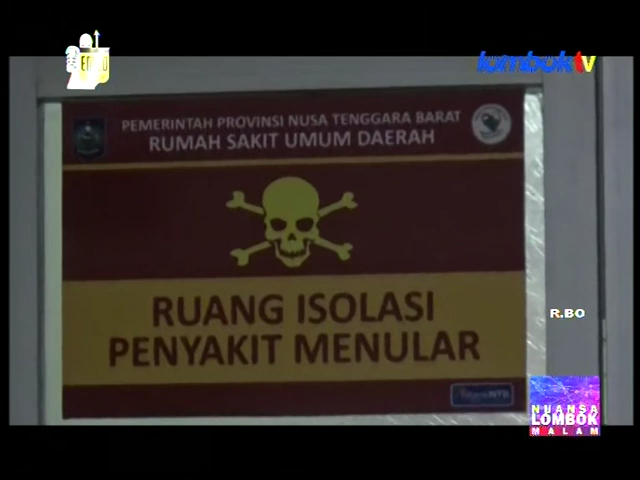 lombok tv
PEMERINTAH PROVINSI NUSA TENGGARA BARAT
RUMAH SAKIT UMUM DAERAH
RUANG ISOLASI
PENYAKIT MENULAR
R.BO
NUANSA
LOMBOK
MALAM